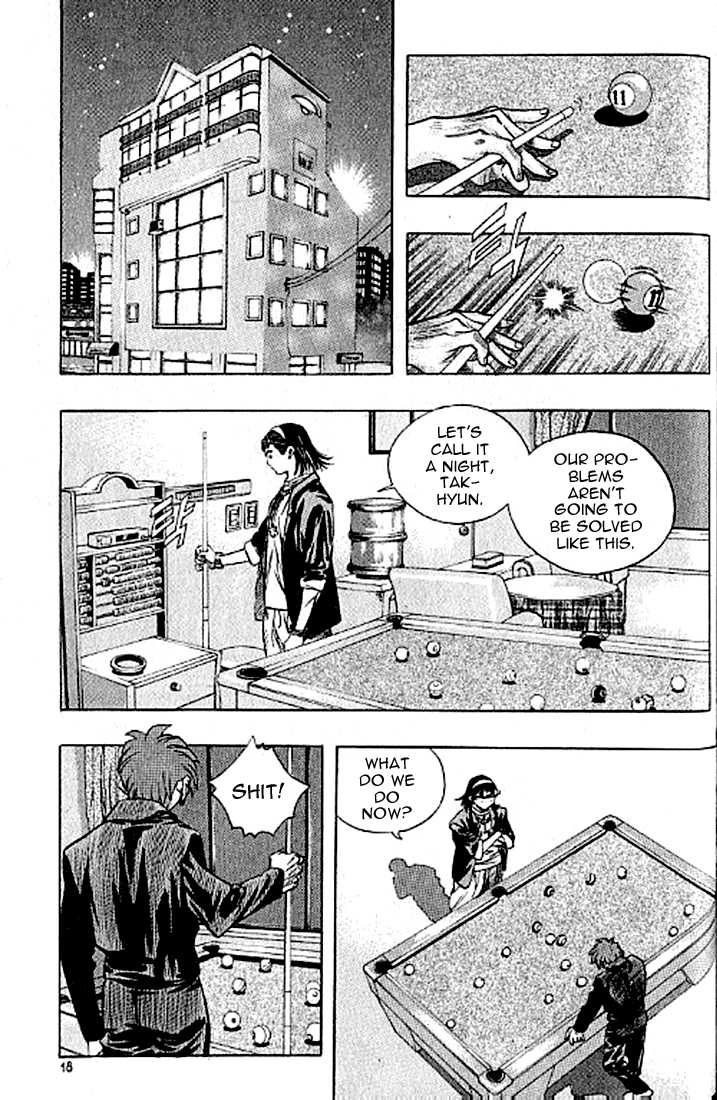 11
11
LET'S
CALL IT
A NIGHT,
TAK-
HYUN.
OUR PRO-
BLEMS
AREN'T
GOING TO
BE SOLVED
LIKE THIS.
SHIT!
WHAT
DO WE
DO
NOW?
18